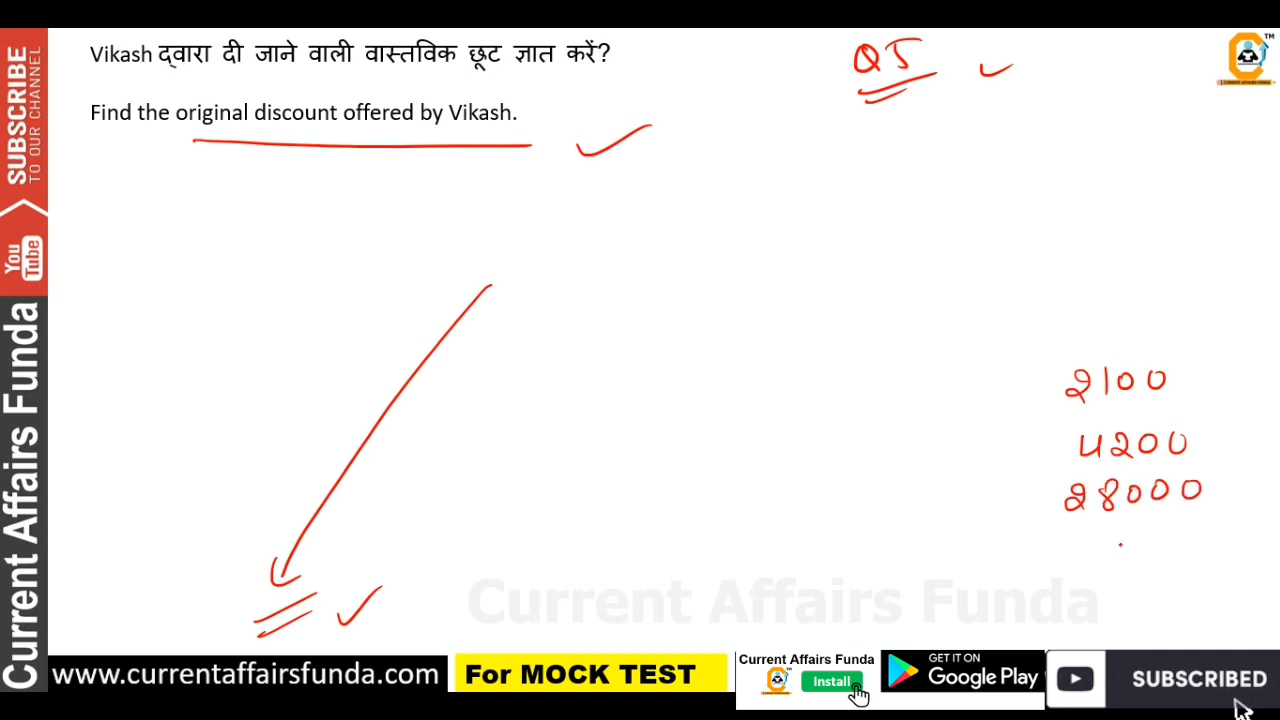 Vikash द्वारा दी जाने वाली वास्तविक छूट ज्ञात करें?
Q5
Find the original discount offered by Vikash.
2100
4200
28000
SUBSCRIBE
TO OUR CHANNEL
You
Tube
Current Affairs Funda
Current Affairs Funda
www.currentaffairsfunda.com
For MOCK TEST
Current Affairs Funda
Install
GET IT ON
Google Play
SUBSCRIBED
TM